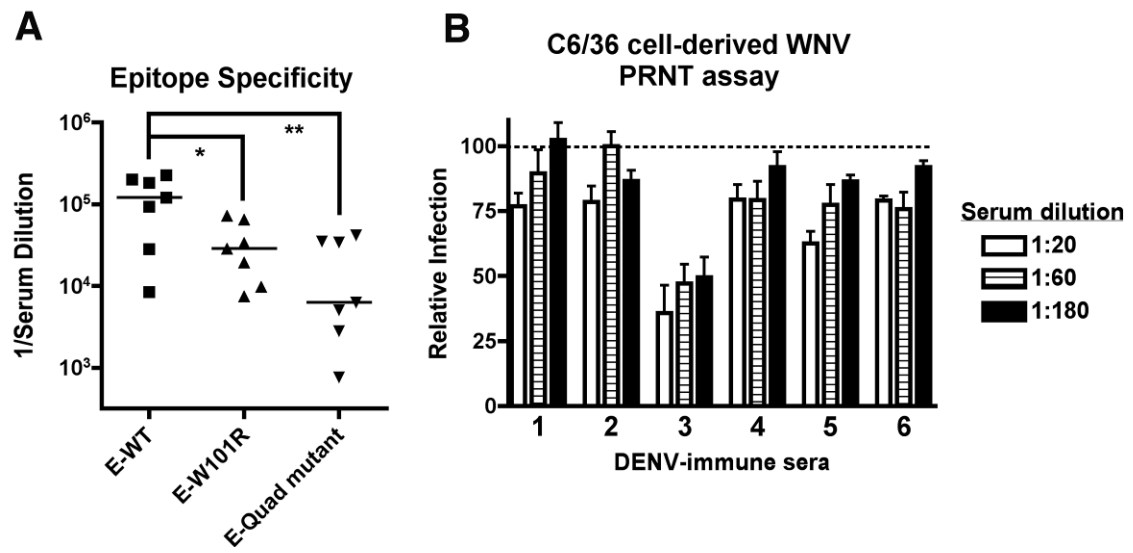 A
Epitope Specificity
10⁶
10⁵
10⁴
10³
1/Serum Dilution
*
**
E-WT
E-W101R
E-Quad mutant
B
C6/36 cell-derived WNV
PRNT assay
100
75
50
25
0
Relative Infection
1 2 3 4 5 6
DENV-immune sera
Serum dilution
1:20
1:60
1:180